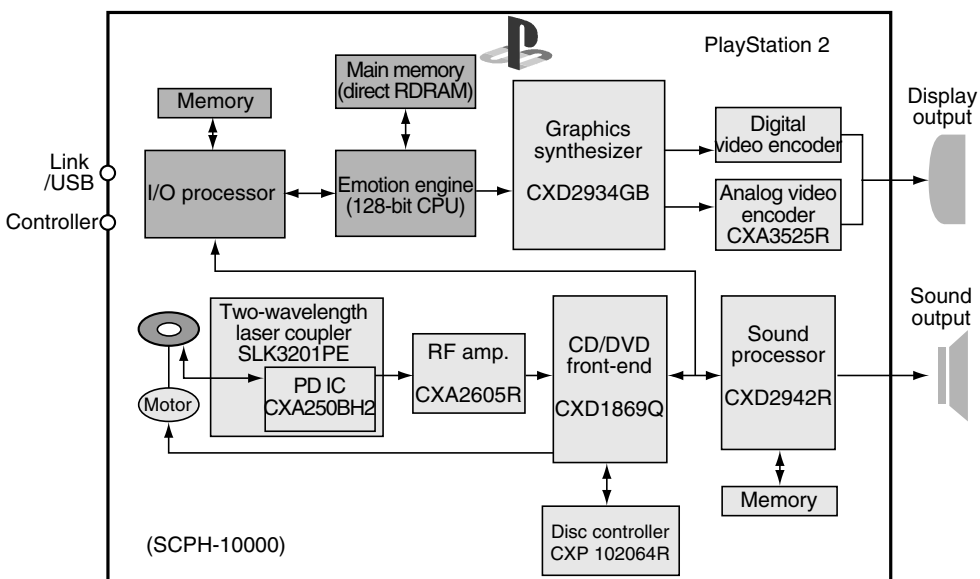 PlayStation 2
Main memory
(direct RDRAM)
Memory
Link
/USB
Controller
I/O processor
Emotion engine
(128-bit CPU)
Graphics
synthesizer
CXD2934GB
Digital
video encoder
Analog video
encoder
CXA3525R
Display
output
Two-wavelength
laser coupler
SLK3201PE
PD IC
CXA250BH2
Motor
RF amp.
CXA2605R
CD/DVD
front-end
CXD1869Q
Sound
processor
CXD2942R
Sound
output
Memory
Disc controller
CXP 102064R
(SCPH-10000)